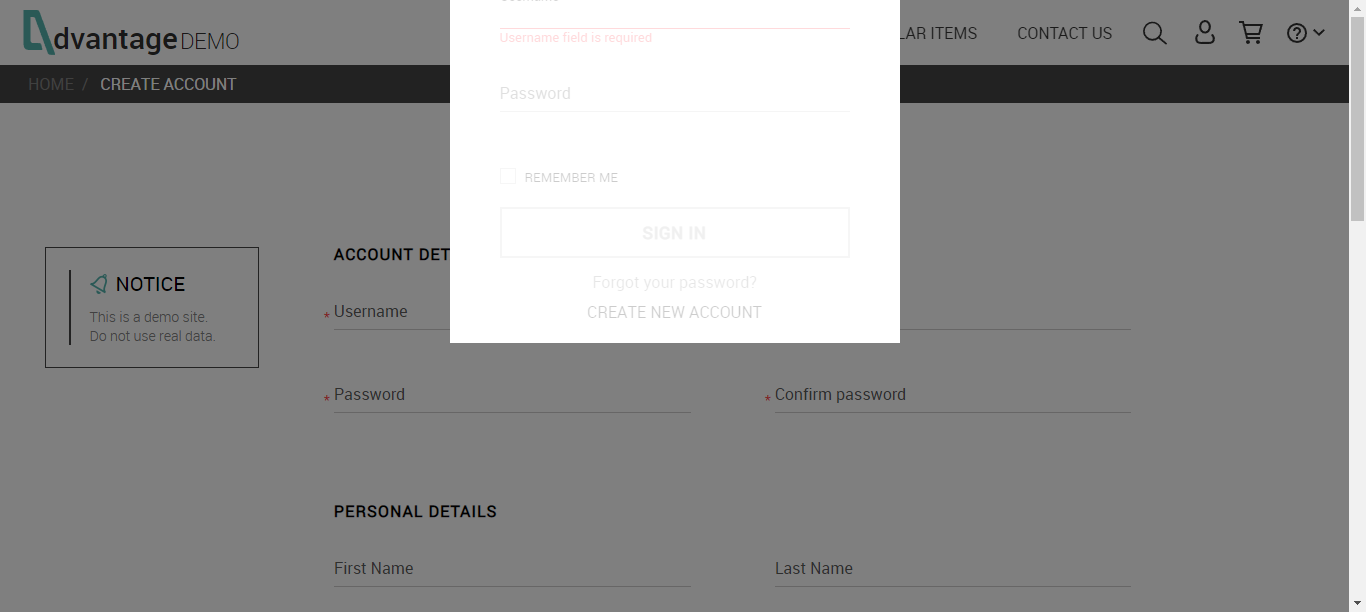 dvantage DEMO
LAR ITEMS
CONTACT US
HOME / CREATE ACCOUNT
Username field is required
Password
REMEMBER ME
SIGN IN
Forgot your password?
CREATE NEW ACCOUNT
NOTICE
This is a demo site.
Do not use real data.
ACCOUNT DET
* Username
* Password
* Confirm password
PERSONAL DETAILS
First Name
Last Name